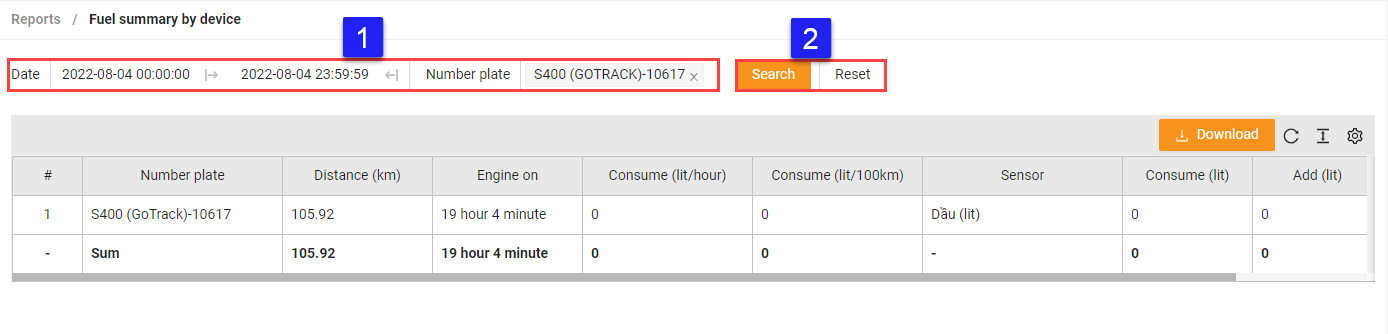 Reports / Fuel summary by device
1
2
Date 2022-08-04 00:00:00 2022-08-04 23:59:59 Number plate S400 (GOTRACK)-10617 x Search Reset
Download
# Number plate Distance (km) Engine on Consume (lit/hour) Consume (lit/100km) Sensor Consume (lit) Add (lit)
1 S400 (GoTrack)-10617 105.92 19 hour 4 minute 0 0 Dầu (lit) 0 0
- Sum 105.92 19 hour 4 minute 0 0 - 0 0